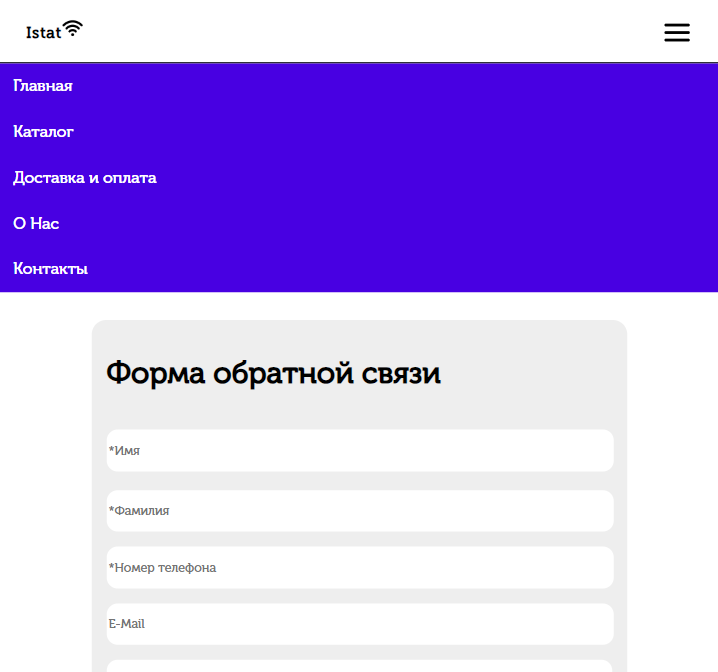 Istat
Главная
Каталог
Доставка и оплата
О Нас
Контакты
Форма обратной связи
*Имя
*Фамилия
*Номер телефона
E-Mail